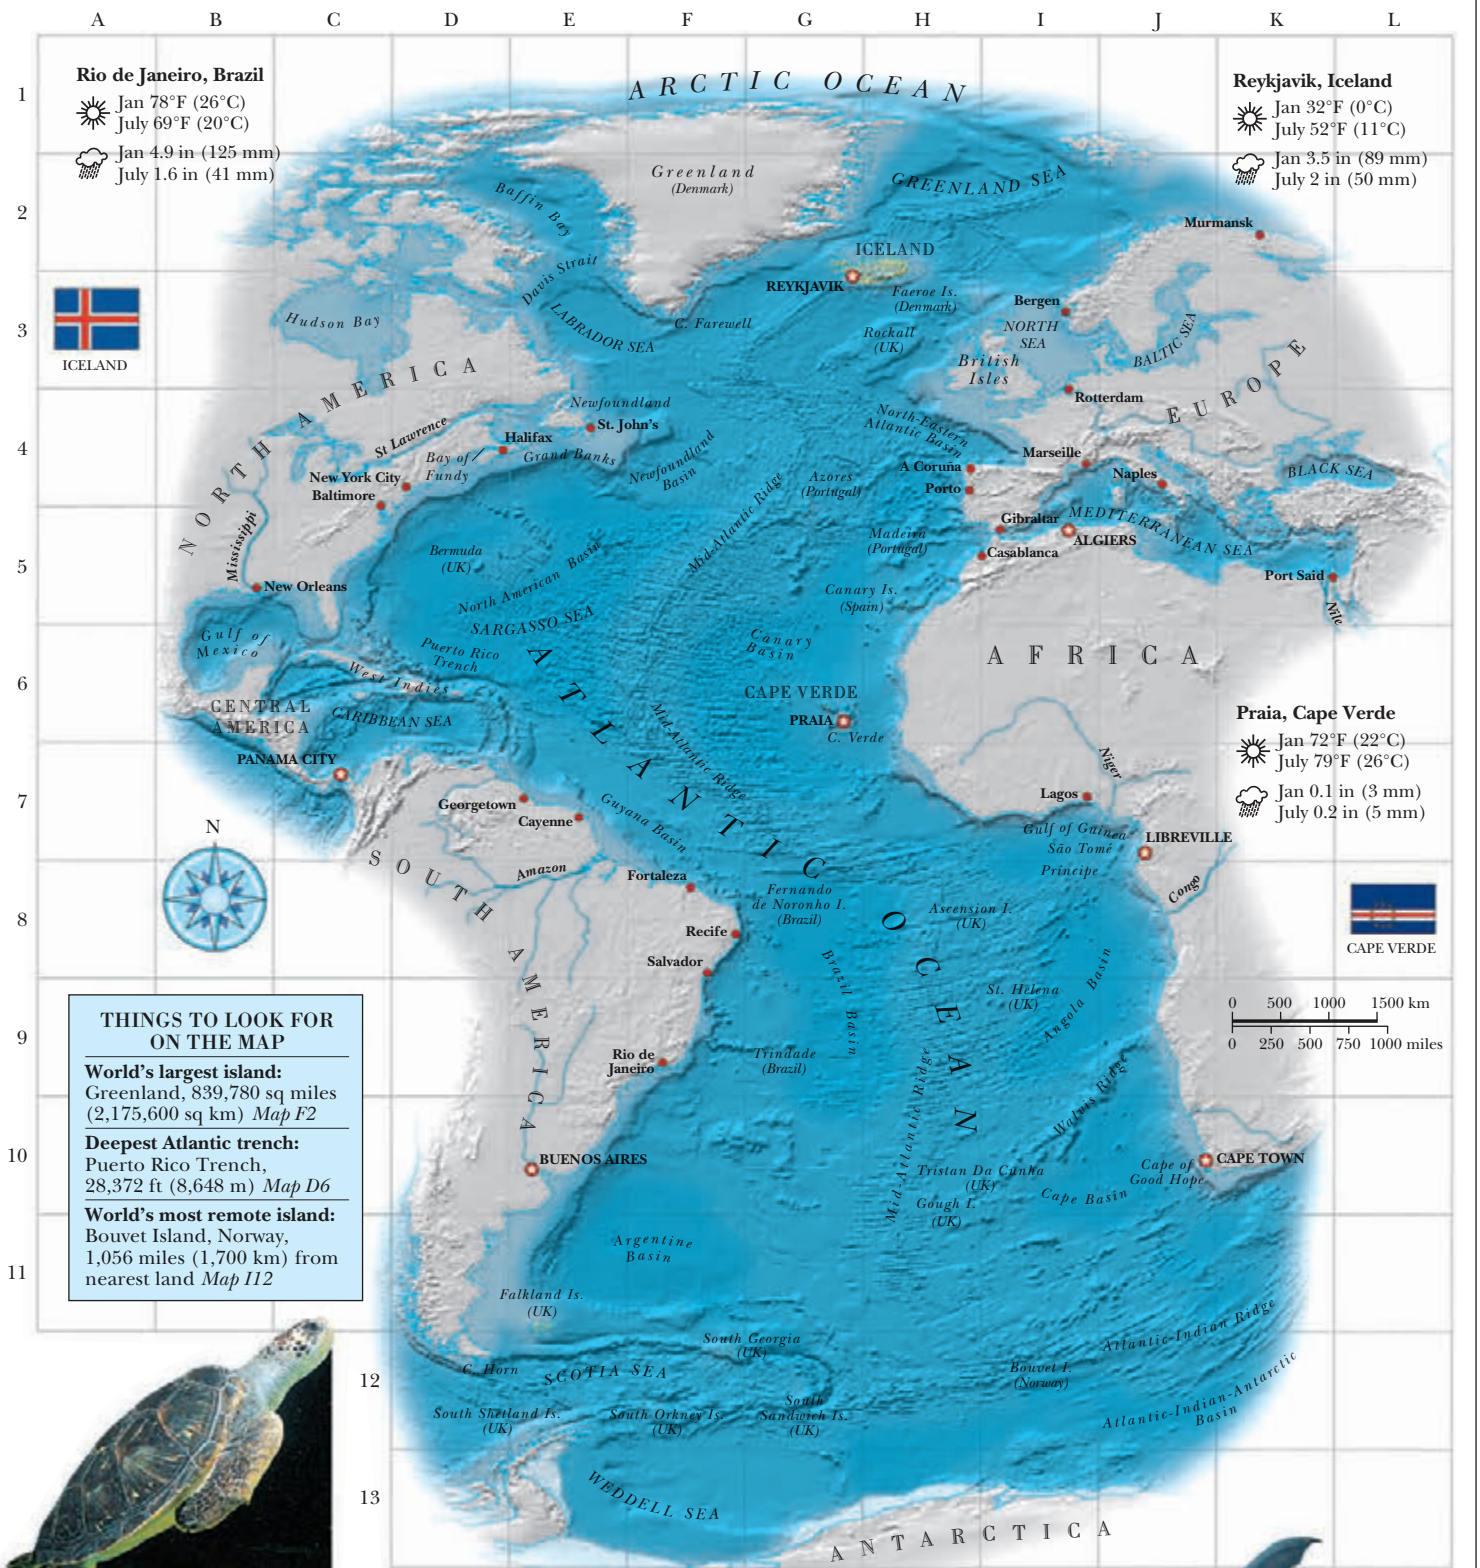 A B C D E F G H I J K L
1
2
3
4
5
6
7
8
9
10
11
12
13
Rio de Janeiro, Brazil
Jan 78°F (26°C)
July 69°F (20°C)
Jan 4.9 in (125 mm)
July 1.6 in (41 mm)
Reykjavik, Iceland
Jan 32°F (0°C)
July 52°F (11°C)
Jan 3.5 in (89 mm)
July 2 in (50 mm)
ARCTIC OCEAN
Greenland
(Denmark)
GREENLAND SEA
Baffin Bay
Murmansk
ICELAND
REYKJAVIK
Davis Strait
Faeroe Is.
(Denmark)
Bergen
ICELAND
Hudson Bay
LABRADOR SEA
C. Farewell
Rockall
(UK)
NORTH
SEA
BALTIC SEA
British
Isles
EUROPE
NORTH AMERICA
Rotterdam
Newfoundland
St. John's
St Lawrence
Halifax
Bay of
Fundy
Grand Banks
Newfoundland
Basin
North-Eastern
Atlantic Basin
Marseille
A Coruña
Naples
BLACK SEA
New York City
Baltimore
Azores
(Portugal)
Porto
Mid-Atlantic Ridge
Gibraltar
MEDITERRANEAN SEA
Mississippi
Madeira
(Portugal)
ALGIERS
Casablanca
Bermuda
(UK)
North American Basin
Port Said
New Orleans
Canary Is.
(Spain)
Nile
SARGASSO SEA
Gulf of
Mexico
Puerto Rico
Trench
Canary
Basin
AFRICA
ATLANTIC OCEAN
West Indies
CAPE VERDE
PRAIA
C. Verde
CENTRAL
AMERICA
CARIBBEAN SEA
Mid-Atlantic Ridge
Praia, Cape Verde
Jan 72°F (22°C)
July 79°F (26°C)
Jan 0.1 in (3 mm)
July 0.2 in (5 mm)
PANAMA CITY
Niger
Georgetown
Cayenne
Guyana Basin
Lagos
Gulf of Guinea
São Tomé
LIBREVILLE
Príncipe
N
SOUTH AMERICA
Amazon
Fortaleza
Fernando
de Noronho I.
(Brazil)
Congo
Ascension I.
(UK)
Recife
Salvador
CAPE VERDE
Brazil Basin
St. Helena
(UK)
Angola Basin
0 500 1000 1500 km
0 250 500 750 1000 miles
THINGS TO LOOK FOR
ON THE MAP
World's largest island:
Greenland, 839,780 sq miles
(2,175,600 sq km) Map F2
Deepest Atlantic trench:
Puerto Rico Trench,
28,372 ft (8,648 m) Map D6
World's most remote island:
Bouvet Island, Norway,
1,056 miles (1,700 km) from
nearest land Map I12
Rio de
Janeiro
Trindade
(Brazil)
Mid-Atlantic Ridge
Walvis Ridge
BUENOS AIRES
Tristan Da Cunha
(UK)
Gough I.
(UK)
Cape Basin
Cape of
Good Hope
CAPE TOWN
Argentine
Basin
Falkland Is.
(UK)
South Georgia
(UK)
Atlantic-Indian Ridge
C. Horn
SCOTIA SEA
Bouvet I.
(Norway)
South Shetland Is.
(UK)
South Orkney Is.
(UK)
South
Sandwich Is.
(UK)
Atlantic-Indian-Antarctic
Basin
WEDDELL SEA
ANTARCTICA